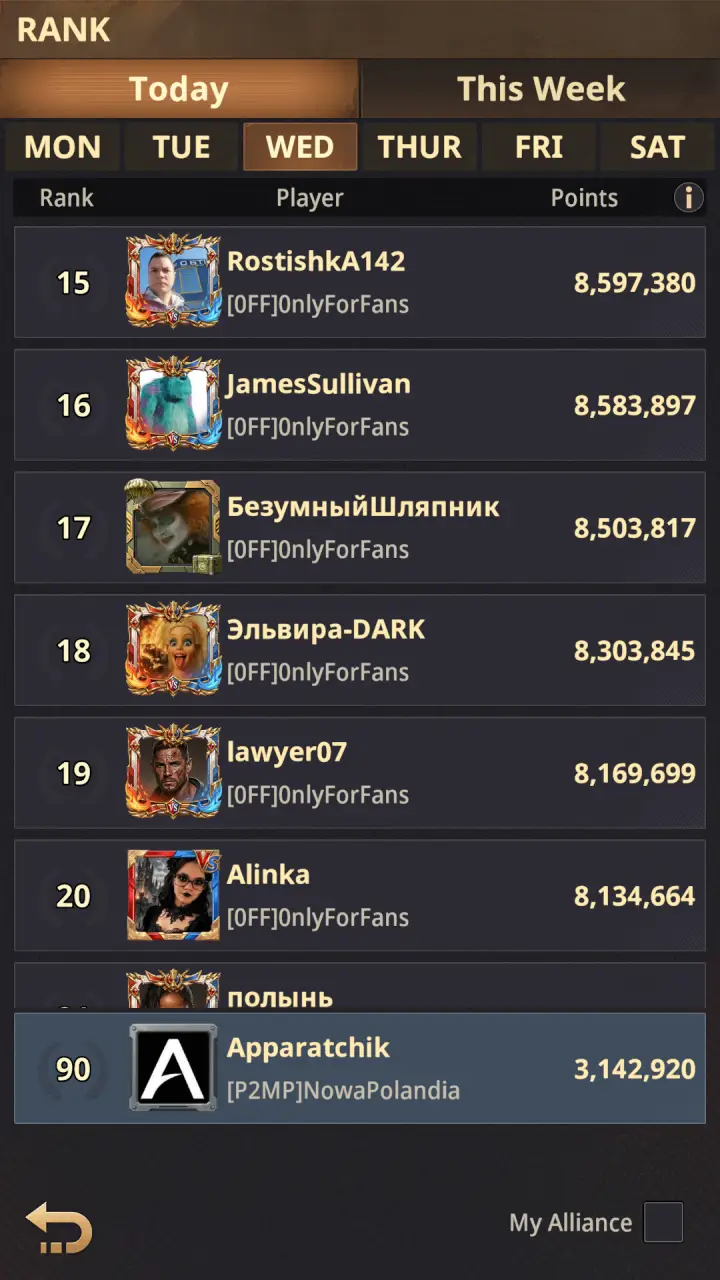 RANK
Today
This Week
MON TUE WED THUR FRI SAT
Rank Player Points
15 RostishkA142 8,597,380
[0FF]0nlyForFans
16 JamesSullivan 8,583,897
[0FF]0nlyForFans
17 БезумныйШляпник 8,503,817
[0FF]0nlyForFans
18 Эльвира-DARK 8,303,845
[0FF]0nlyForFans
19 lawyer07 8,169,699
[0FF]0nlyForFans
20 Alinka 8,134,664
[0FF]0nlyForFans
полынь
90 Apparatchik 3,142,920
[P2MP]NowaPolandia
My Alliance